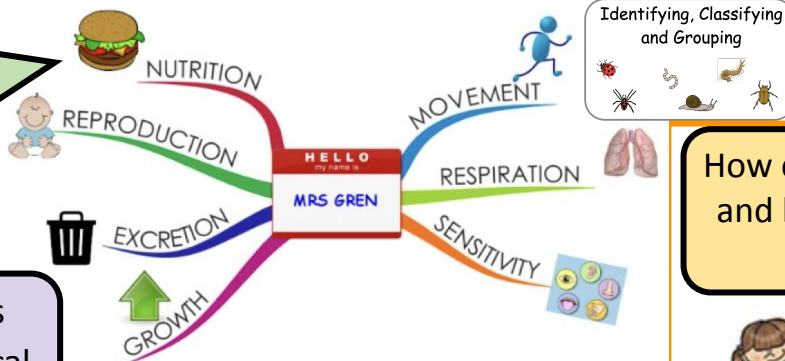 Identifying, Classifying
and Grouping
NUTRITION
MOVEMENT
REPRODUCTION
HELLO
my name is
MRS GREN
RESPIRATION
EXCRETION
SENSITIVITY
GROWTH
How
and